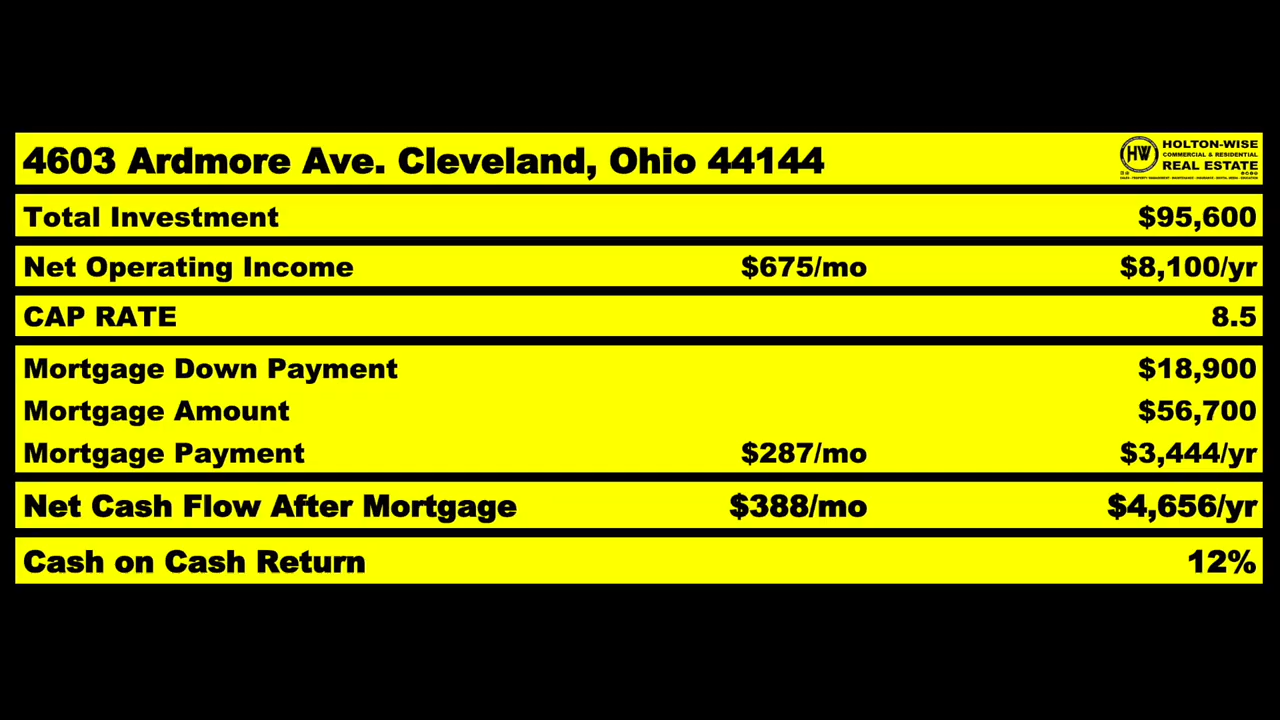 4603 Ardmore Ave. Cleveland, Ohio 44144
HW
HOLTON-WISE
COMMERCIAL & RESIDENTIAL
REAL ESTATE
Total Investment $95,600
Net Operating Income $675/mo $8,100/yr
CAP RATE 8.5
Mortgage Down Payment $18,900
Mortgage Amount $56,700
Mortgage Payment $287/mo $3,444/yr
Net Cash Flow After Mortgage $388/mo $4,656/yr
Cash on Cash Return 12%